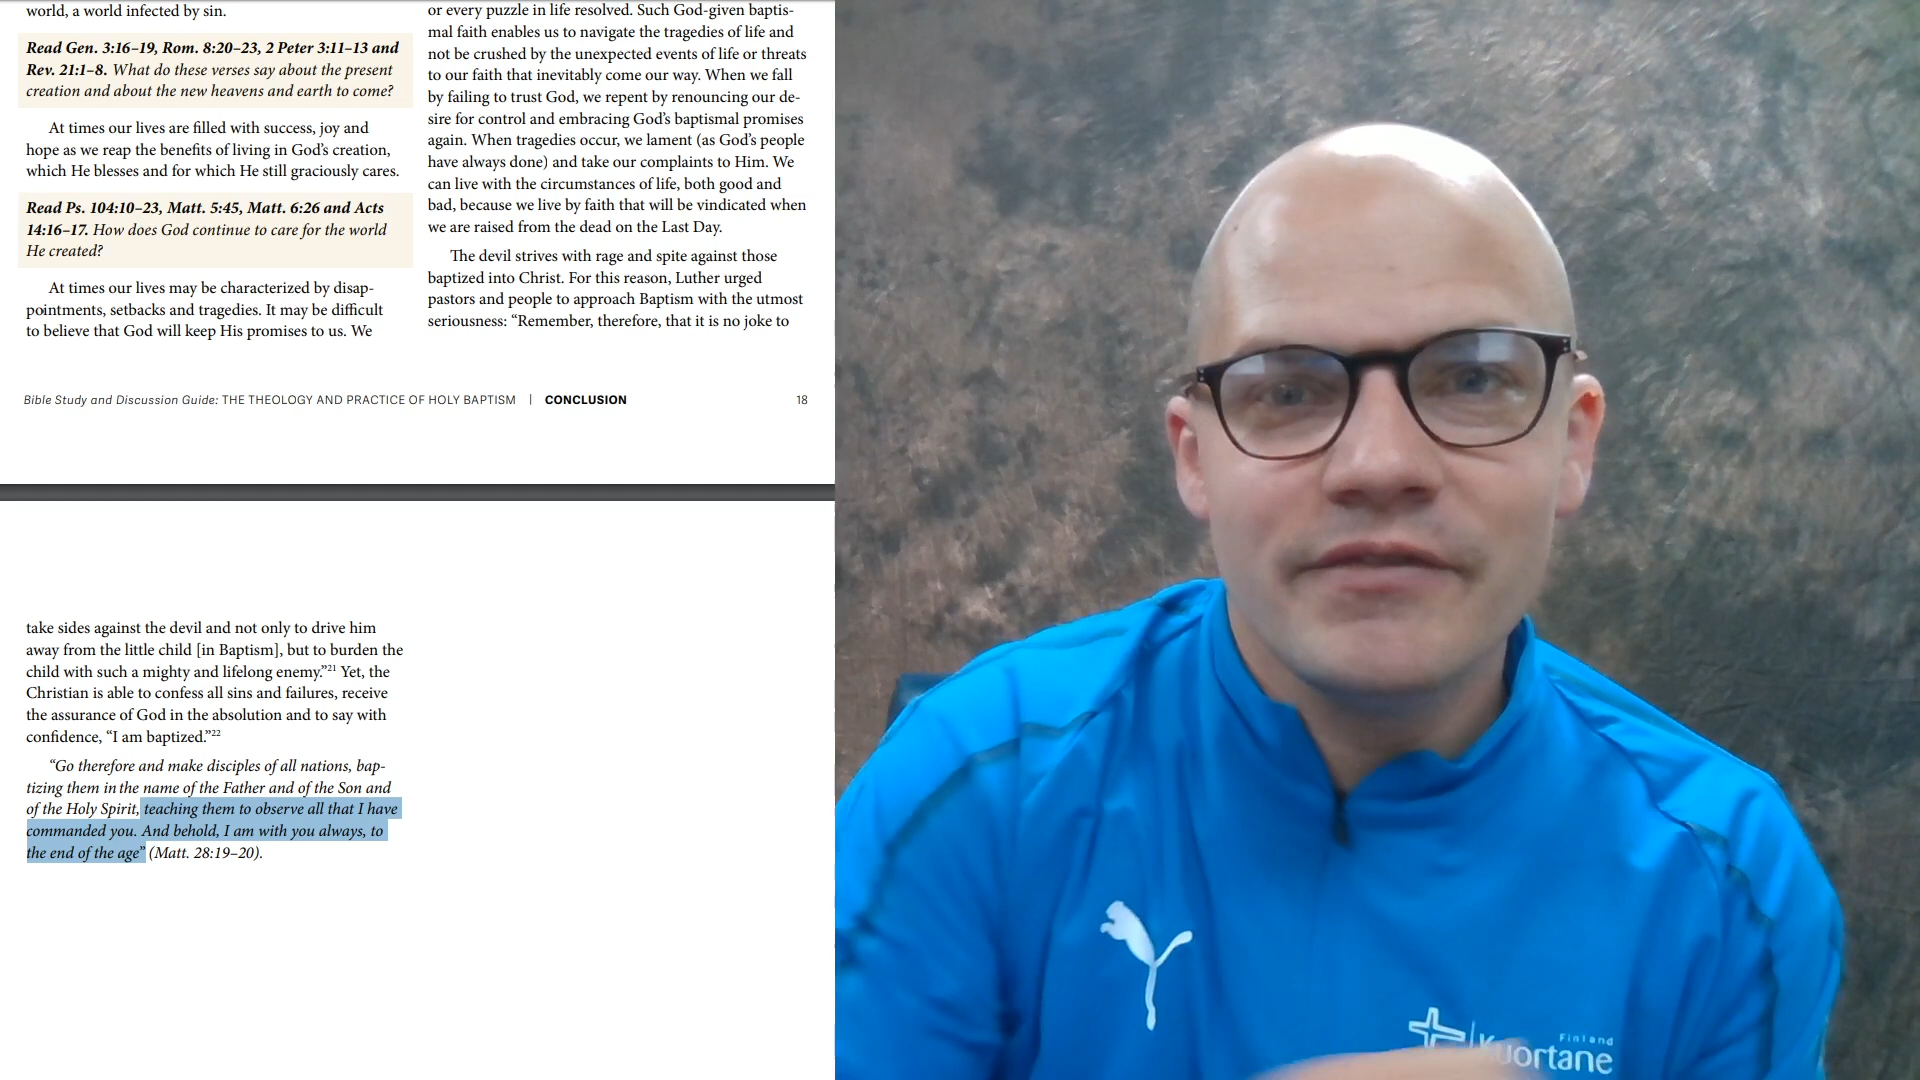 world, a world infected by sin.
Read Gen. 3:16–19, Rom. 8:20–23, 2 Peter 3:11–13 and
Rev. 21:1–8. What do these verses say about the present
creation and about the new heavens and earth to come?
At times our lives are filled with success, joy and
hope as we reap the benefits of living in God’s creation,
which He blesses and for which He still graciously cares.
Read Ps. 104:10–23, Matt. 5:45, Matt. 6:26 and Acts
14:16–17. How does God continue to care for the world
He created?
At times our lives may be characterized by disap-
pointments, setbacks and tragedies. It may be difficult
to believe that God will keep His promises to us. We
or every puzzle in life resolved. Such God-given baptis-
mal faith enables us to navigate the tragedies of life and
not be crushed by the unexpected events of life or threats
to our faith that inevitably come our way. When we fall
by failing to trust God, we repent by renouncing our de-
sire for control and embracing God’s baptismal promises
again. When tragedies occur, we lament (as God’s people
have always done) and take our complaints to Him. We
can live with the circumstances of life, both good and
bad, because we live by faith that will be vindicated when
we are raised from the dead on the Last Day.
The devil strives with rage and spite against those
baptized into Christ. For this reason, Luther urged
pastors and people to approach Baptism with the utmost
seriousness: “Remember, therefore, that it is no joke to
Bible Study and Discussion Guide: THE THEOLOGY AND PRACTICE OF HOLY BAPTISM | CONCLUSION 18
take sides against the devil and not only to drive him
away from the little child [in Baptism], but to burden the
child with such a mighty and lifelong enemy.”21 Yet, the
Christian is able to confess all sins and failures, receive
the assurance of God in the absolution and to say with
confidence, “I am baptized.”22
“Go therefore and make disciples of all nations, bap-
tizing them in the name of the Father and of the Son and
of the Holy Spirit, teaching them to observe all that I have
commanded you. And behold, I am with you always, to
the end of the age” (Matt. 28:19–20).
Finland
Kuortane